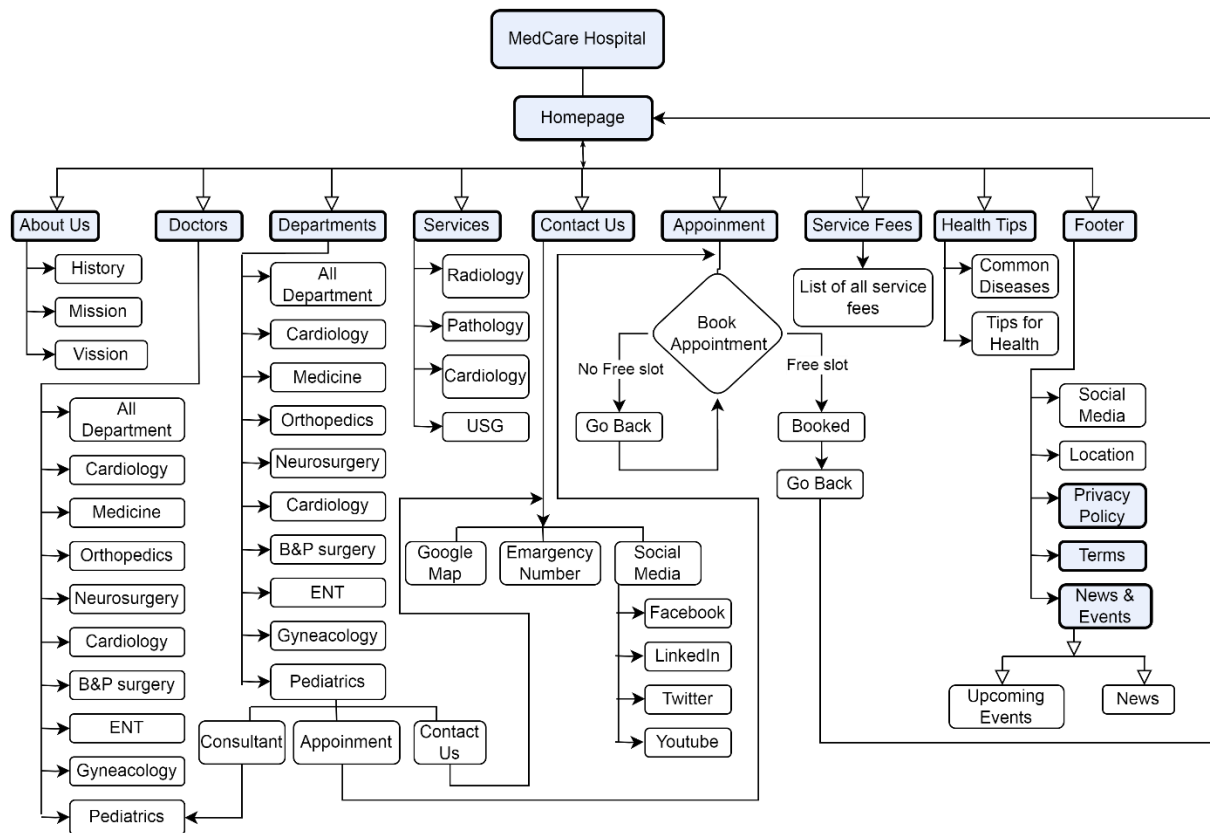 MedCare Hospital
Homepage
About Us
Doctors
Departments
Services
Contact Us
Appoinment
Service Fees
Health Tips
Footer
History
Mission
Vission
All
Department
Cardiology
Medicine
Orthopedics
Neurosurgery
Cardiology
B&P surgery
ENT
Gyneacology
Pediatrics
All
Department
Cardiology
Medicine
Orthopedics
Neurosurgery
Cardiology
B&P surgery
ENT
Gyneacology
Pediatrics
Consultant
Appoinment
Contact
Us
Radiology
Pathology
Cardiology
USG
Google
Map
Emargency
Number
Social
Media
Facebook
LinkedIn
Twitter
Youtube
Book
Appointment
No Free slot
Go Back
Free slot
Booked
Go Back
List of all service
fees
Common
Diseases
Tips for
Health
Social
Media
Location
Privacy
Policy
Terms
News &
Events
Upcoming
Events
News